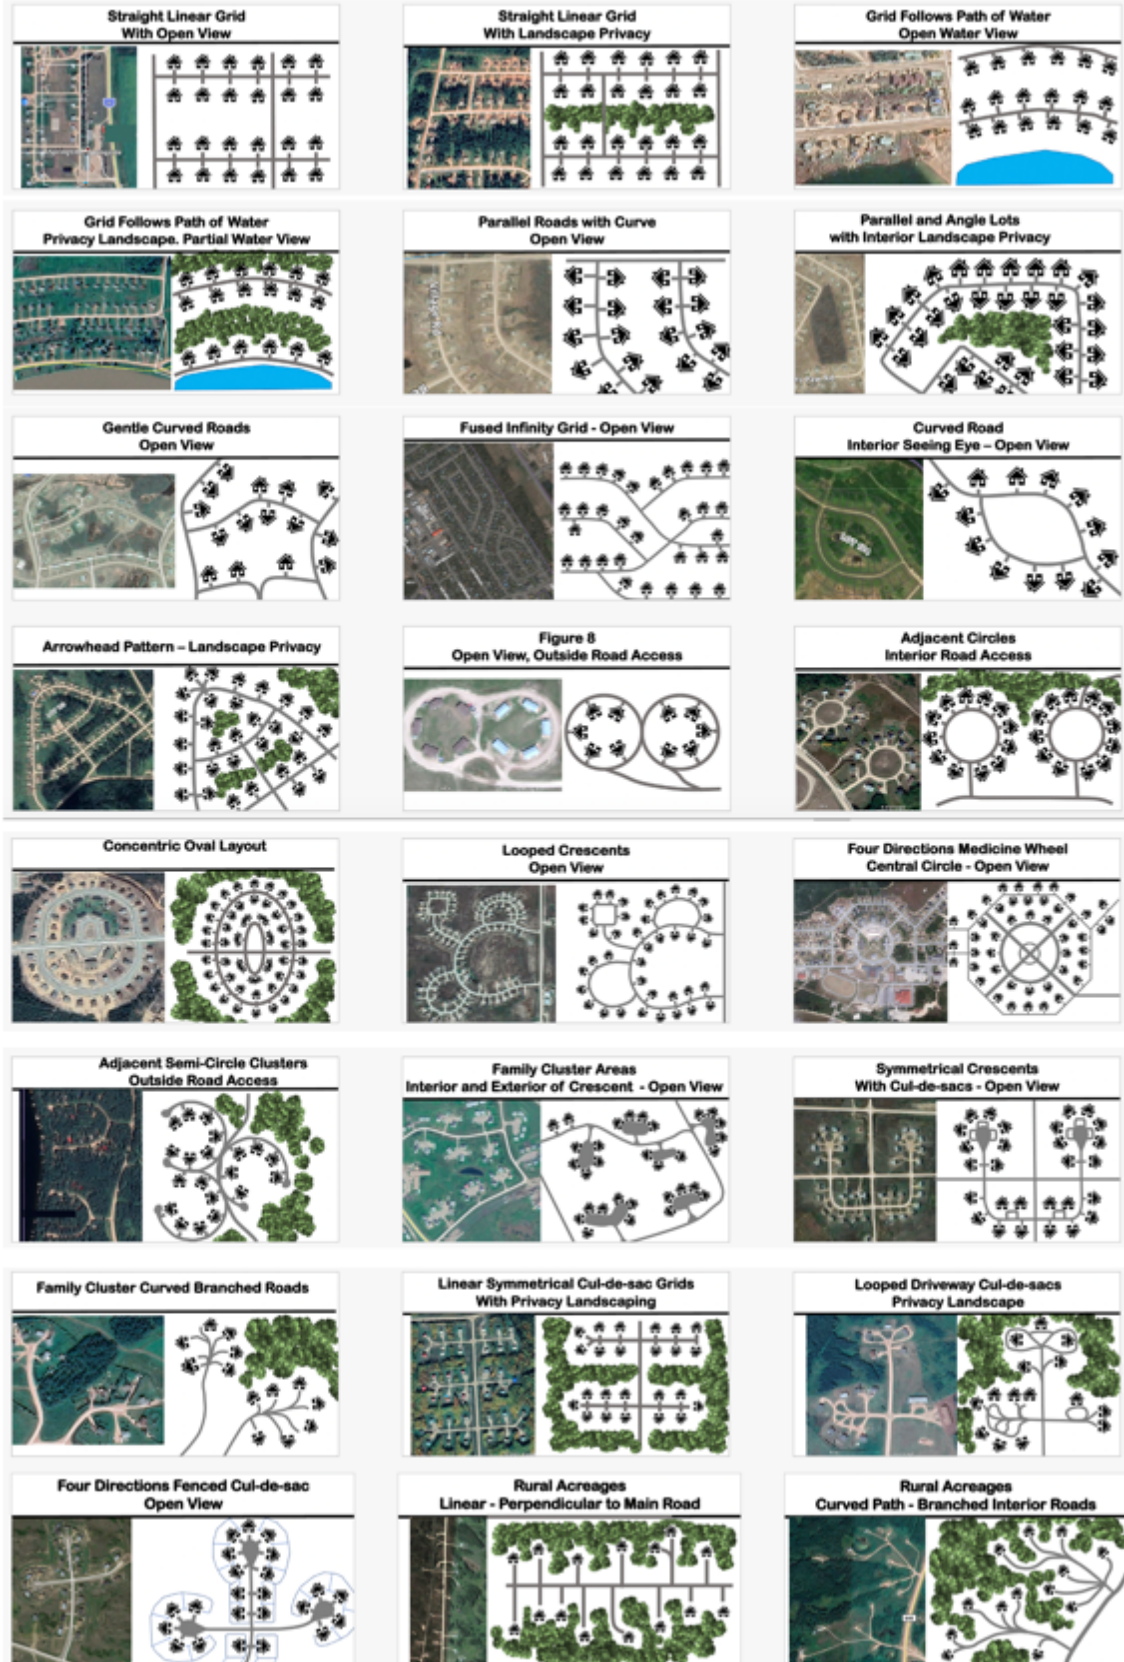 Straight Linear Grid
With Open View
Straight Linear Grid
With Landscape Privacy
Grid Follows Path of Water
Open Water View
Grid Follows Path of Water
Privacy Landscape. Partial Water View
Parallel Roads with Curve
Open View
Parallel and Angle Lots
with Interior Landscape Privacy
Gentle Curved Roads
Open View
Fused Infinity Grid - Open View
Curved Road
Interior Seeing Eye – Open View
Arrowhead Pattern – Landscape Privacy
Figure 8
Open View, Outside Road Access
Adjacent Circles
Interior Road Access
Concentric Oval Layout
Looped Crescents
Open View
Four Directions Medicine Wheel
Central Circle - Open View
Adjacent Semi-Circle Clusters
Outside Road Access
Family Cluster Areas
Interior and Exterior of Crescent - Open View
Symmetrical Crescents
With Cul-de-sacs - Open View
Family Cluster Curved Branched Roads
Linear Symmetrical Cul-de-sac Grids
With Privacy Landscaping
Looped Driveway Cul-de-sacs
Privacy Landscape
Four Directions Fenced Cul-de-sac
Open View
Rural Acreages
Linear - Perpendicular to Main Road
Rural Acreages
Curved Path - Branched Interior Roads